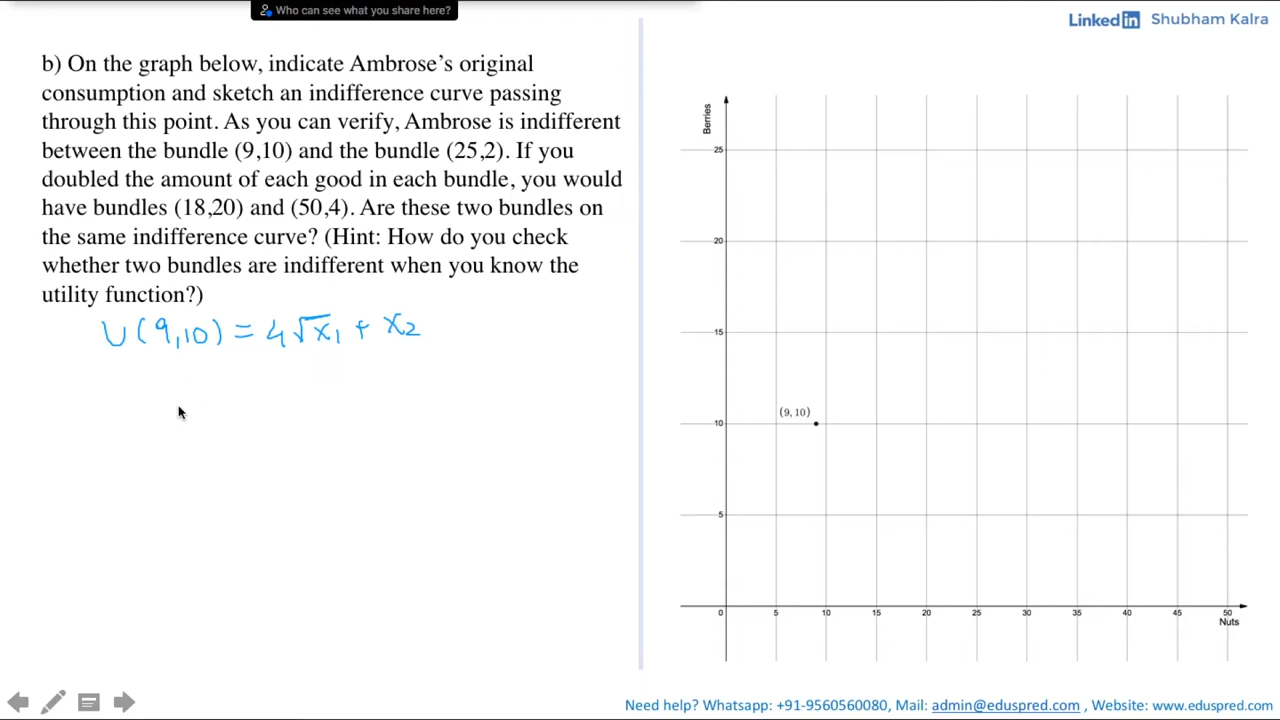 Who can see what you share here?
Linked in Shubham Kalra
b) On the graph below, indicate Ambrose’s original
consumption and sketch an indifference curve passing
through this point. As you can verify, Ambrose is indifferent
between the bundle (9,10) and the bundle (25,2). If you
doubled the amount of each good in each bundle, you would
have bundles (18,20) and (50,4). Are these two bundles on
the same indifference curve? (Hint: How do you check
whether two bundles are indifferent when you know the
utility function?)
U(9,10) = 4√x₁ + x₂
Berries
25
20
15
(9, 10)
10
5
0 5 10 15 20 25 30 35 40 45 50
Nuts
Need help? Whatsapp: +91-9560560080, Mail: admin@eduspred.com , Website: www.eduspred.com